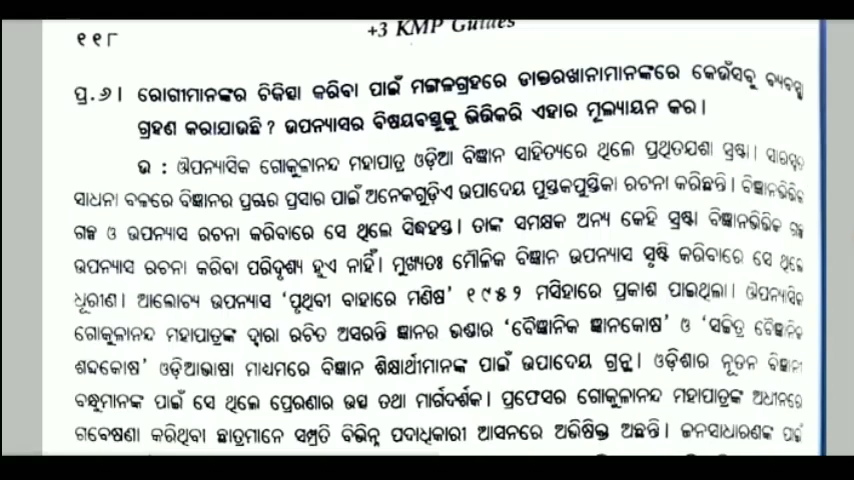 ୧୧୮
+3 KMP Guides
ପ୍ର.୬। ରୋଗୀମାନଙ୍କର ଚିକିତ୍ସା କରିବା ପାଇଁ ମଙ୍ଗଳଗ୍ରହରେ ଡାକ୍ତରଖାନାମାନଙ୍କରେ କେଉଁସବୁ ବ୍ୟବସ୍ଥା
ଗ୍ରହଣ କରାଯାଉଛି ? ଉପନ୍ୟାସର ବିଷୟବସ୍ତୁକୁ ଭିତ୍ତିକରି ଏହାର ମୂଲ୍ୟାୟନ କର।
ଉ : ଔପନ୍ୟାସିକ ଗୋକୁଳାନନ୍ଦ ମହାପାତ୍ର ଓଡ଼ିଆ ବିଜ୍ଞାନ ସାହିତ୍ୟରେ ଥିଲେ ପ୍ରଥିତଯଶା ସ୍ରଷ୍ଟା। ସାରସ୍ୱତ
ସାଧନା ବଳରେ ବିଜ୍ଞାନର ପ୍ରଚ୍ଚର ପ୍ରସାର ପାଇଁ ଅନେକଗୁଡ଼ିଏ ଉପାଦେୟ ପୁସ୍ତକପୁସ୍ତିକା ରଚନା କରିଛନ୍ତି। ବିଜ୍ଞାନଭିତ୍ତିକ
ଗଳ୍ପ ଓ ଉପନ୍ୟାସ ରଚନା କରିବାରେ ସେ ଥିଲେ ସିଦ୍ଧହସ୍ତ। ତାଙ୍କ ସମକ୍ଷକ ଅନ୍ୟ କେହି ସ୍ରଷ୍ଟା ବିଜ୍ଞାନଭିତ୍ତିକ ଗଳ୍ପ
ଉପନ୍ୟାସ ରଚନା କରିବା ପରିଦୃଶ୍ୟ ହୁଏ ନାହିଁ। ମୁଖ୍ୟତଃ ମୌଳିକ ବିଜ୍ଞାନ ଉପନ୍ୟାସ ସୃଷ୍ଟି କରିବାରେ ସେ ଥିଲେ
ଧୂରୀଣ। ଆଲୋଚ୍ୟ ଉପନ୍ୟାସ 'ପୃଥିବୀ ବାହାରେ ମଣିଷ' ୧୯୫୨ ମସିହାରେ ପ୍ରକାଶ ପାଇଥିଲା। ଔପନ୍ୟାସିକ
ଗୋକୁଳାନନ୍ଦ ମହାପାତ୍ରଙ୍କ ଦ୍ୱାରା ରଚିତ ଅସରନ୍ତି ଜ୍ଞାନର ଭଣ୍ଡାର 'ବୈଜ୍ଞାନିକ ଜ୍ଞାନକୋଷ' ଓ 'ସଚ୍ଚିତ୍ର ବୈଜ୍ଞାନିକ
ଶବ୍ଦକୋଷ' ଓଡ଼ିଆଭାଷା ମାଧ୍ୟମରେ ବିଜ୍ଞାନ ଶିକ୍ଷାର୍ଥୀମାନଙ୍କ ପାଇଁ ଉପାଦେୟ ଗ୍ରନ୍ଥ। ଓଡ଼ିଶାର ନୂତନ ବିଜ୍ଞାନୀ
ବନ୍ଧୁମାନଙ୍କ ପାଇଁ ସେ ଥିଲେ ପ୍ରେରଣାର ଉତ୍ସ ତଥା ମାର୍ଗଦର୍ଶକ। ପ୍ରଫେସର ଗୋକୁଳାନନ୍ଦ ମହାପାତ୍ରଙ୍କ ଅଧୀନରେ
ଗବେଷଣା କରିଥିବା ଛାତ୍ରମାନେ ସମ୍ପ୍ରତି ବିଭିନ୍ନ ପଦାଧିକାରୀ ଆସନରେ ଅଭିଷିକ୍ତ ଅଛନ୍ତି। ଜନସାଧାରଣଙ୍କ ପାଇଁ